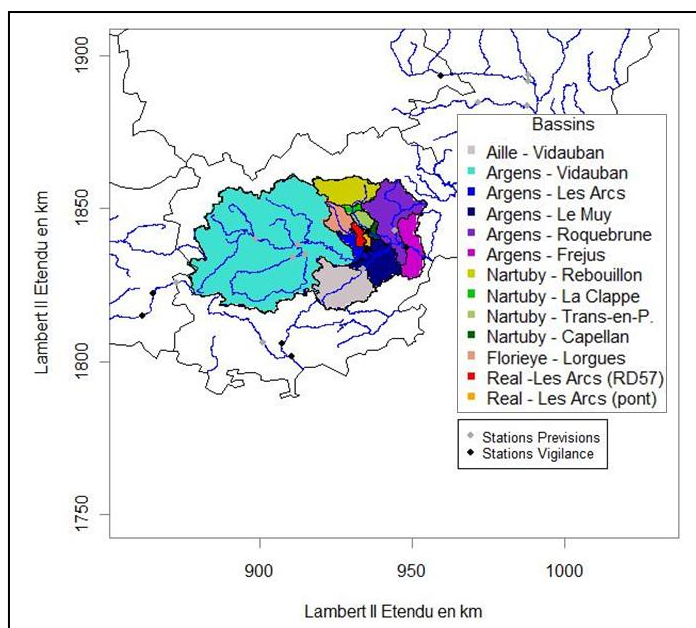 1900
1850
1800
1750
Lambert II Etendu en km
900
950
1000
Lambert II Etendu en km
Bassins
Aille - Vidauban
Argens - Vidauban
Argens - Les Arcs
Argens - Le Muy
Argens - Roquebrune
Argens - Frejus
Nartuby - Rebouillon
Nartuby - La Clappe
Nartuby - Trans-en-P.
Nartuby - Capellan
Florieye - Lorgues
Real -Les Arcs (RD57)
Real - Les Arcs (pont)
Stations Previsions
Stations Vigilance